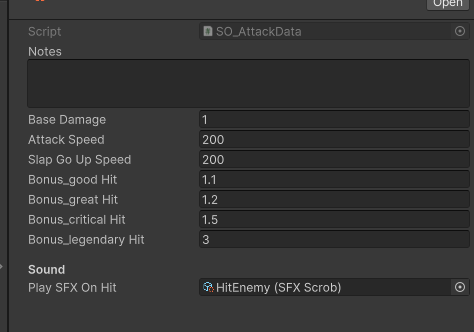 Open
Script SO_AttackData
Notes
Base Damage 1
Attack Speed 200
Slap Go Up Speed 200
Bonus_good Hit 1.1
Bonus_great Hit 1.2
Bonus_critical Hit 1.5
Bonus_legendary Hit 3
Sound
Play SFX On Hit HitEnemy (SFX Scrob)